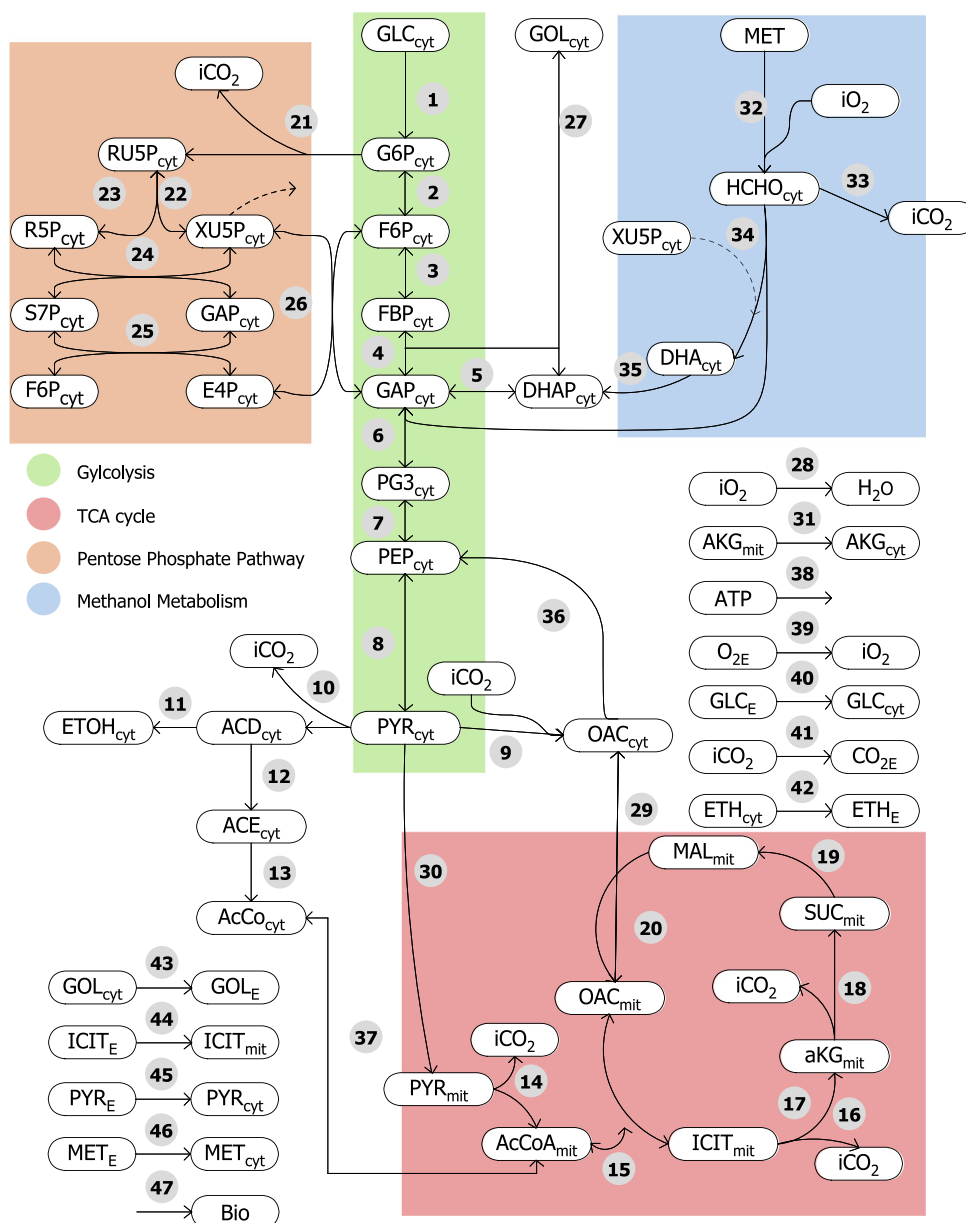 GLCcyt
GOLcyt
MET
iCO2
1
27
32
iO2
21
RU5Pcyt
G6Pcyt
23
22
2
HCHOcyt
33
R5Pcyt
XU5Pcyt
F6Pcyt
XU5Pcyt
34
iCO2
24
3
S7Pcyt
GAPcyt
26
FBPcyt
25
4
5
35
DHAcyt
F6Pcyt
E4Pcyt
GAPcyt
DHAPcyt
6
Gylcolysis
PG3cyt
28
iO2
H2O
TCA cycle
7
31
Pentose Phosphate Pathway
PEPcyt
AKGmit
AKGcyt
Methanol Metabolism
38
ATP
36
39
iCO2
8
O2E
iO2
10
iCO2
40
GLCE
GLCcyt
11
41
ETOHcyt
ACDcyt
PYRcyt
OACcyt
9
iCO2
CO2E
12
42
ACEcyt
29
ETHcyt
ETHE
13
30
MALmit
19
AcCocyt
20
SUCmit
43
GOLcyt
GOLE
OACmit
iCO2
18
44
37
ICITE
ICITmit
iCO2
aKGmit
45
14
PYRE
PYRcyt
PYRmit
17
16
46
METE
METcyt
AcCoAmit
15
ICITmit
iCO2
47
Bio